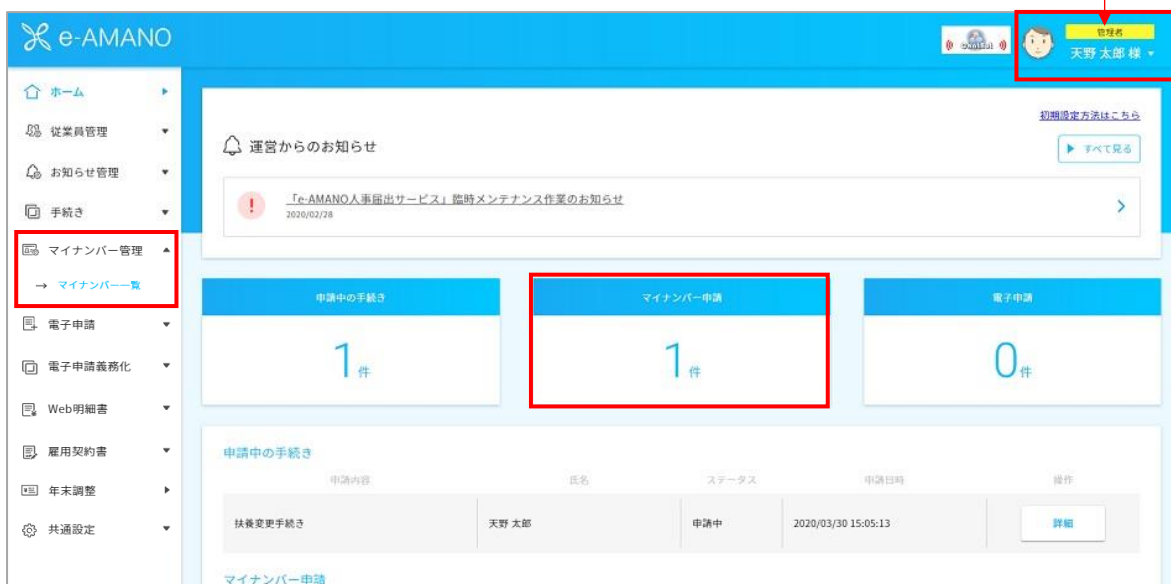 e-AMANO
管理者
天野 太郎 様
ホーム
従業員管理
お知らせ管理
手続き
マイナンバー管理
→ マイナンバー一覧
電子申請
電子申請義務化
Web明細書
雇用契約書
年末調整
共通設定
初期設定方法はこちら
運営からのお知らせ
すべて見る
「e-AMANO人事届出サービス」臨時メンテナンス作業のお知らせ
2020/02/28
申請中の手続き
1件
マイナンバー申請
1件
電子申請
0件
申請中の手続き
申請内容 氏名 ステータス 申請日時 操作
扶養変更手続き 天野 太郎 申請中 2020/03/30 15:05:13 詳細
マイナンバー申請